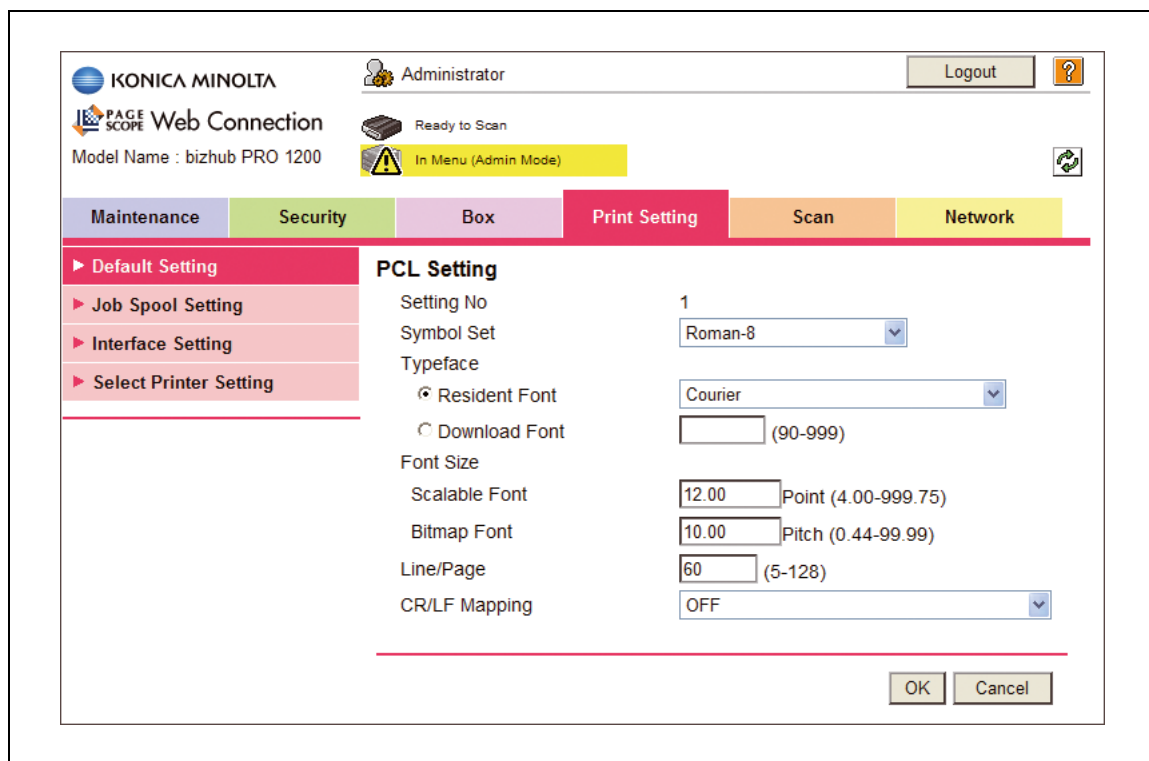 KONICA MINOLTA
Administrator
Logout
?
PAGE SCOPE Web Connection
Ready to Scan
Model Name : bizhub PRO 1200
In Menu (Admin Mode)
Maintenance Security Box Print Setting Scan Network
Default Setting
Job Spool Setting
Interface Setting
Select Printer Setting
PCL Setting
Setting No 1
Symbol Set Roman-8
Typeface
Resident Font Courier
Download Font (90-999)
Font Size
Scalable Font 12.00 Point (4.00-999.75)
Bitmap Font 10.00 Pitch (0.44-99.99)
Line/Page 60 (5-128)
CR/LF Mapping OFF
OK Cancel